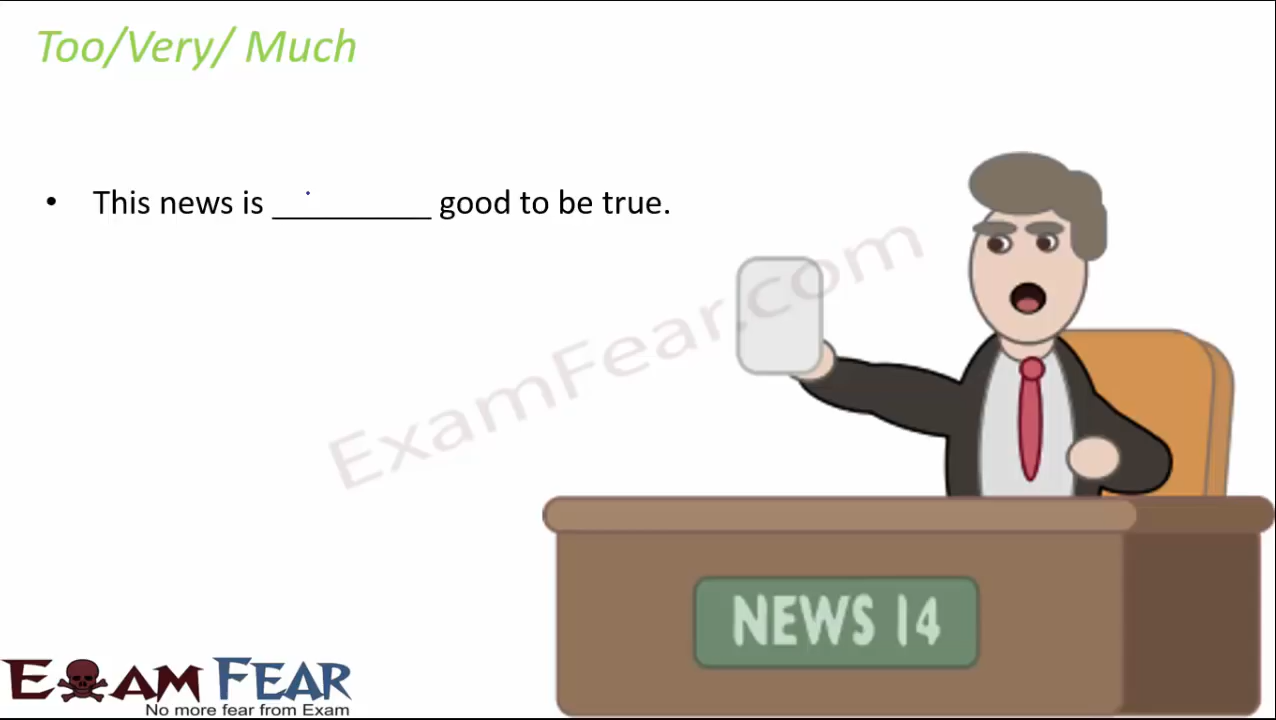 Too/Very/ Much
• This news is _________ good to be true.
ExamFear.com
NEWS 14
EXAM FEAR
No more fear from Exam